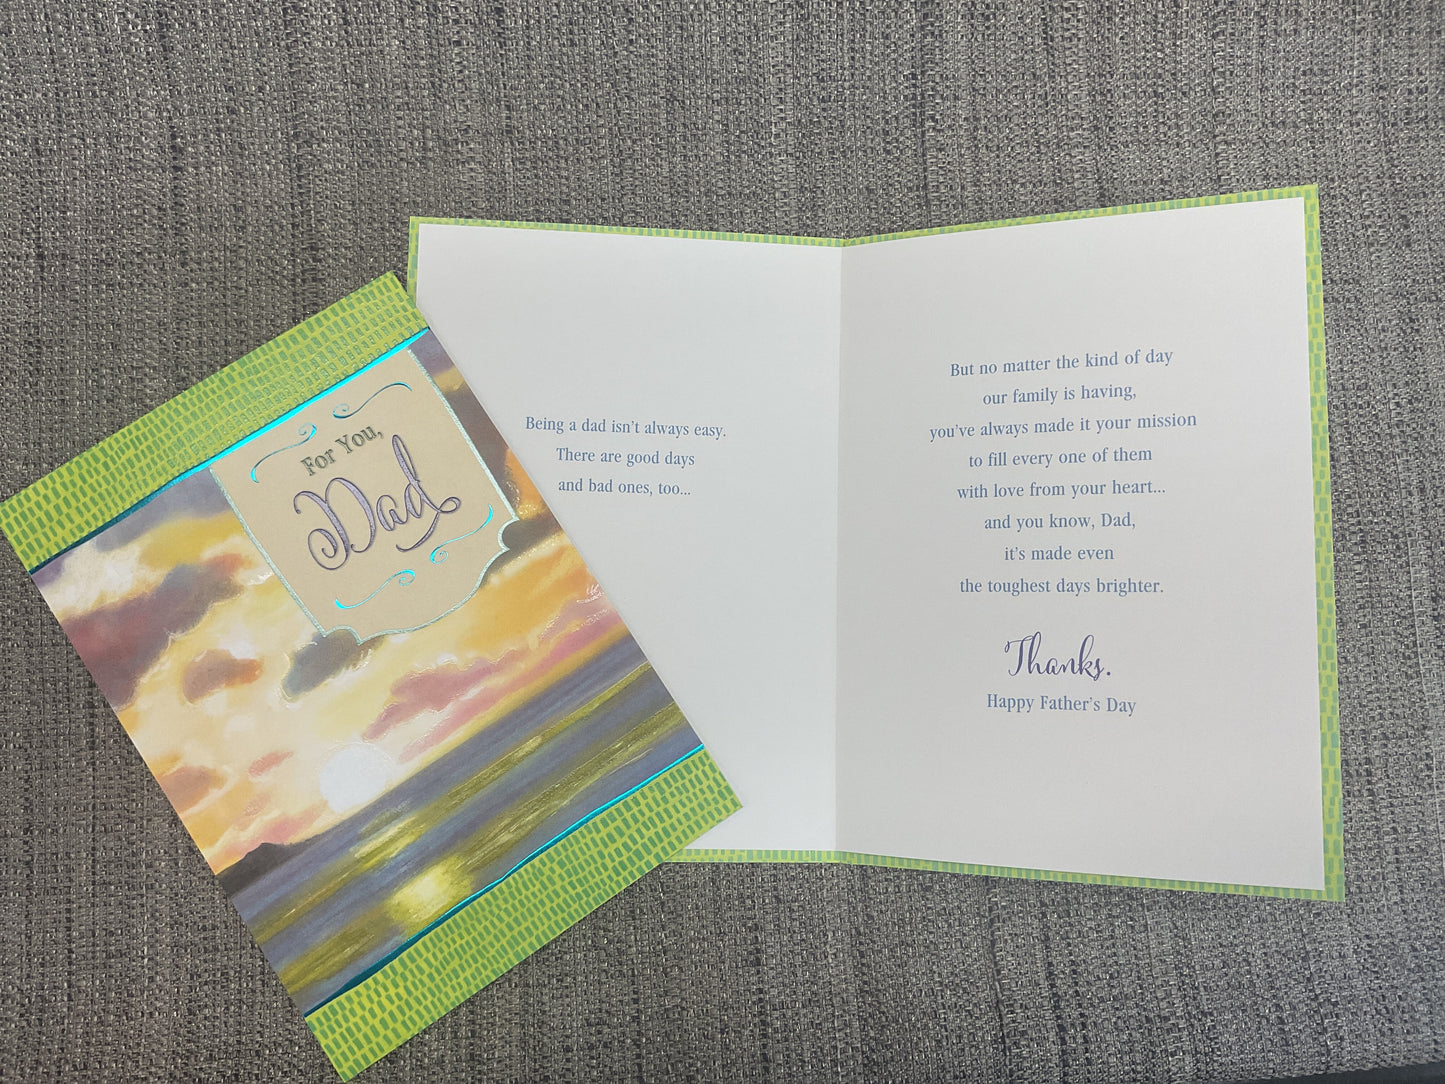 For You,
Dad
Being a dad isn't always easy.
There are good days
and bad ones, too...
But no matter the kind of day
our family is having,
you've always made it your mission
to fill every one of them
with love from your heart...
and you know, Dad,
it's made even
the toughest days brighter.
Thanks.
Happy Father's Day